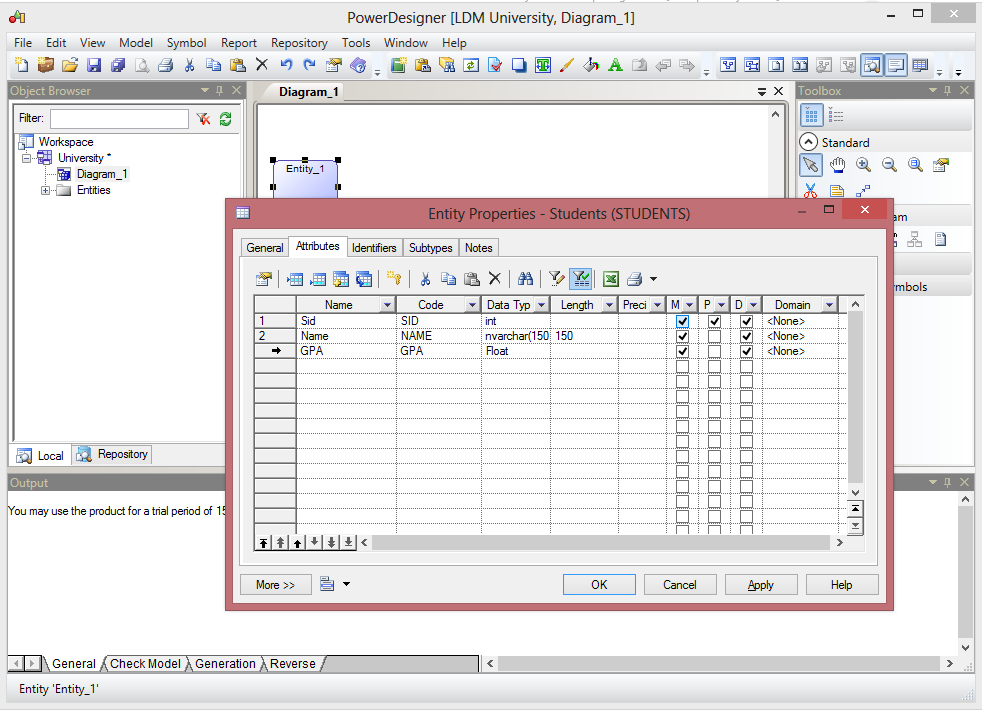 PowerDesigner [LDM University, Diagram_1]
File Edit View Model Symbol Report Repository Tools Window Help
Object Browser
Filter:
Workspace
University *
Diagram_1
Entities
Local Repository
Diagram_1
Entity_1
Toolbox
Standard
am
mbols
Entity Properties - Students (STUDENTS)
General Attributes Identifiers Subtypes Notes
Name Code Data Typ Length Preci M P D Domain
1 Sid SID int <None>
2 Name NAME nvarchar(150 150 <None>
GPA GPA Float <None>
More >> OK Cancel Apply Help
Output
You may use the product for a trial period of 15
General Check Model Generation Reverse
Entity 'Entity_1'